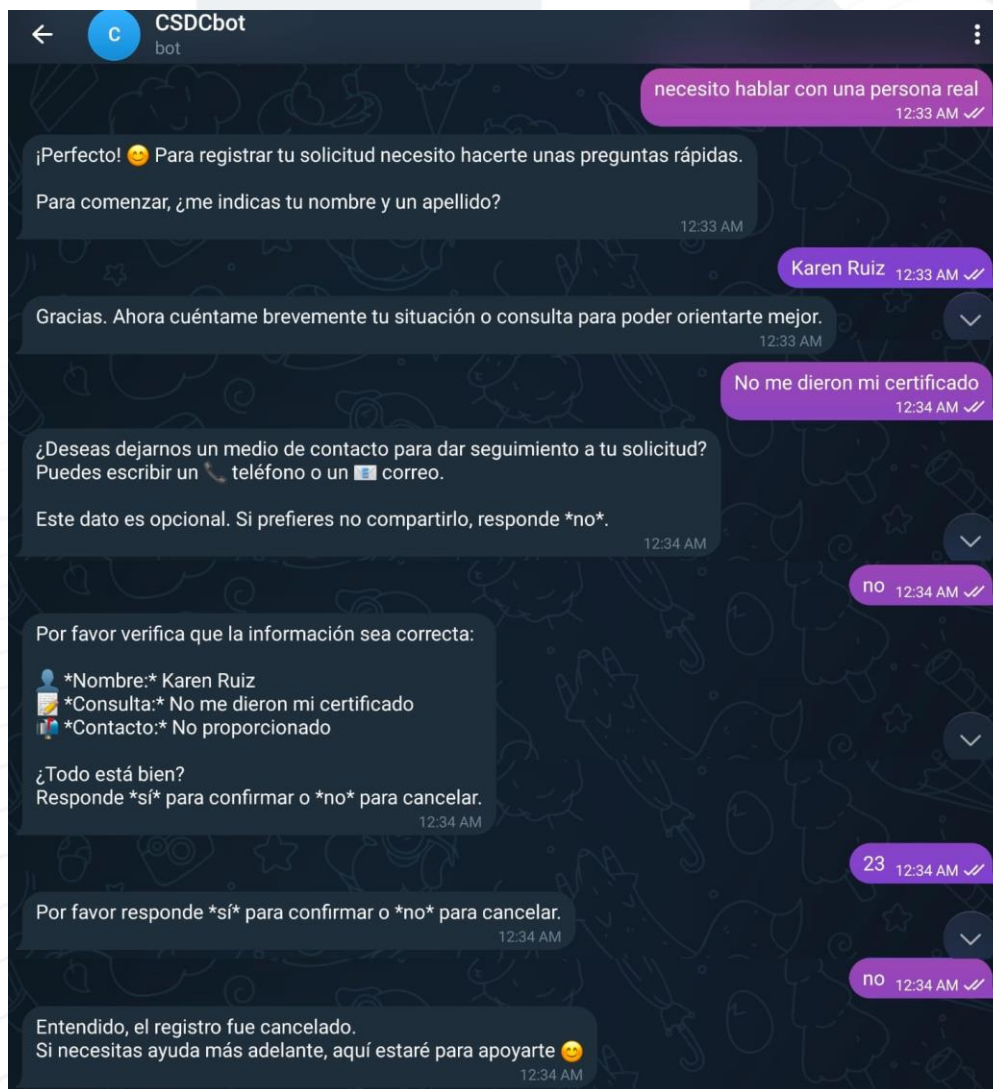 CSDCbot
C
bot
necesito hablar con una persona real
12:33 AM
¡Perfecto! 😊 Para registrar tu solicitud necesito hacerte unas preguntas rápidas.
Para comenzar, ¿me indicas tu nombre y un apellido?
12:33 AM
Karen Ruiz 12:33 AM
Gracias. Ahora cuéntame brevemente tu situación o consulta para poder orientarte mejor.
12:33 AM
No me dieron mi certificado
12:34 AM
¿Deseas dejarnos un medio de contacto para dar seguimiento a tu solicitud?
Puedes escribir un 📞 teléfono o un 📧 correo.
Este dato es opcional. Si prefieres no compartirlo, responde *no*.
12:34 AM
no 12:34 AM
Por favor verifica que la información sea correcta:
👤 *Nombre:* Karen Ruiz
📝 *Consulta:* No me dieron mi certificado
📬 *Contacto:* No proporcionado
¿Todo está bien?
Responde *sí* para confirmar o *no* para cancelar.
12:34 AM
23 12:34 AM
Por favor responde *sí* para confirmar o *no* para cancelar.
12:34 AM
no 12:34 AM
Entendido, el registro fue cancelado.
Si necesitas ayuda más adelante, aquí estaré para apoyarte 😊
12:34 AM